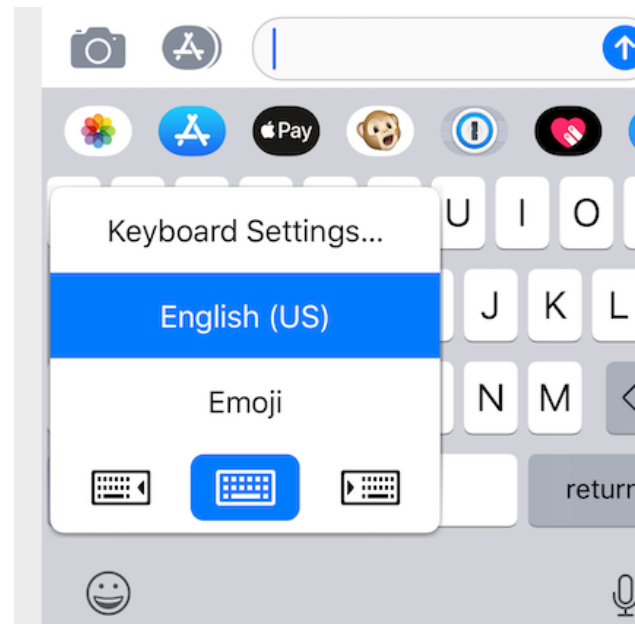 Pay
Keyboard Settings...
U I O
English (US)
J K L
Emoji
N M
return